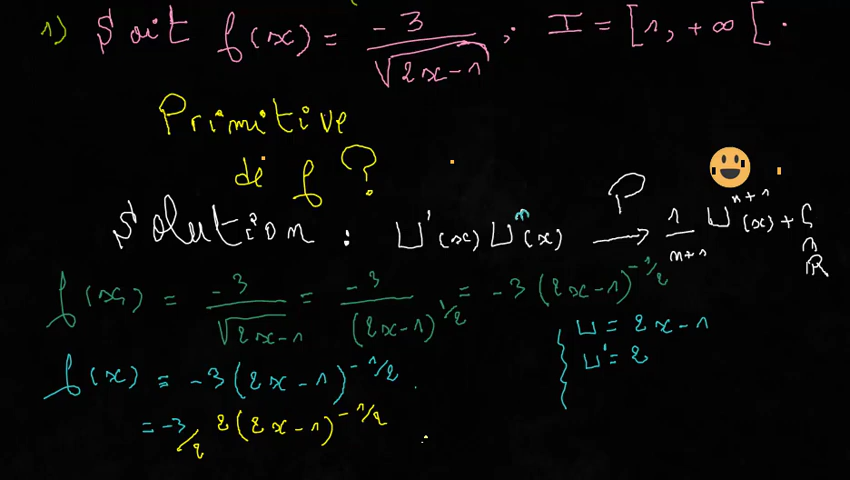 1) Soit f(x) = -3/√(2x-1), I = [1, +∞[.
Primitive
de f ?
Solution : U'(x) Uⁿ(x) —P→ 1/(n+1) Uⁿ⁺¹(x) + C
∈ ℝ
f(x) = -3/√(2x-1) = -3/(2x-1)^1/2 = -3(2x-1)^-1/2
U = 2x-1
f(x) = -3(2x-1)^-1/2.
U' = 2
= -3/2 2(2x-1)^-1/2